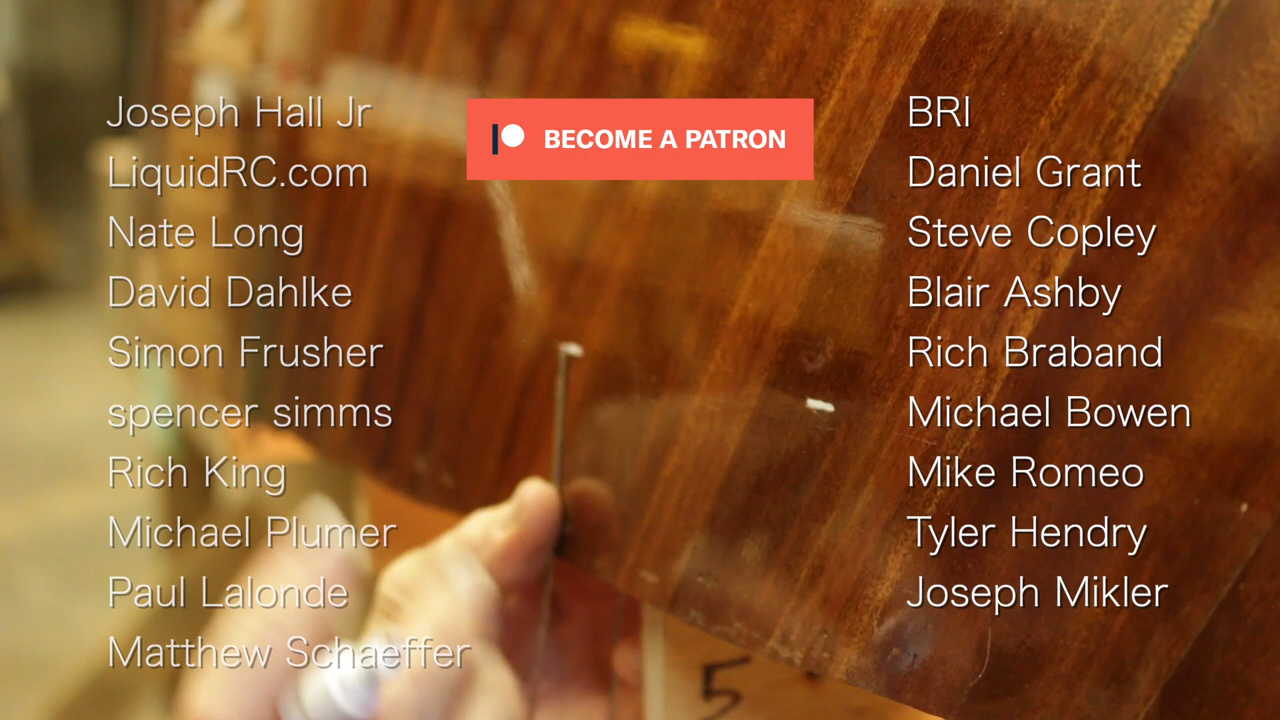 Joseph Hall Jr
LiquidRC.com
Nate Long
David Dahlke
Simon Frusher
spencer simms
Rich King
Michael Plumer
Paul Lalonde
Matthew Schaeffer
BECOME A PATRON
BRI
Daniel Grant
Steve Copley
Blair Ashby
Rich Braband
Michael Bowen
Mike Romeo
Tyler Hendry
Joseph Mikler
5